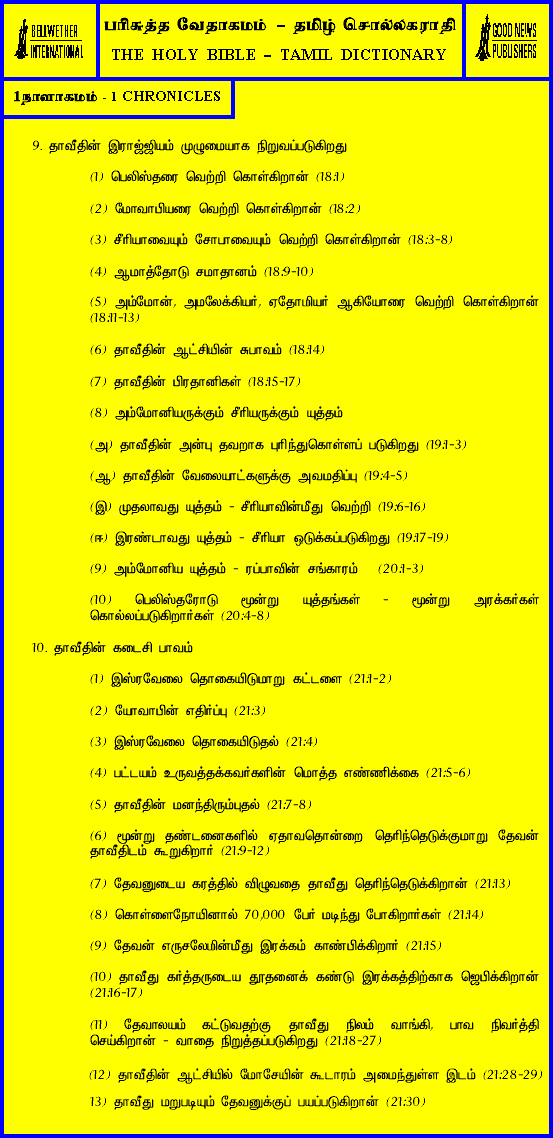 BELLWETHER
INTERNATIONAL
பரிசுத்த வேதாகமம் – தமிழ் சொல்லகராதி
THE HOLY BIBLE – TAMIL DICTIONARY
GOOD NEWS
PUBLISHERS
1நாளாகமம் - 1 CHRONICLES
9. தாவீதின் இராஜ்ஜியம் முழுமையாக நிறுவப்படுகிறது
(1) பெலிஸ்தரை வெற்றி கொள்கிறான் (18:1)
(2) மோவாபியரை வெற்றி கொள்கிறான் (18:2)
(3) சீரியாவையும் சோபாவையும் வெற்றி கொள்கிறான் (18:3-8)
(4) ஆமாத்தோடு சமாதானம் (18:9-10)
(5) அம்மோன், அமலேக்கியர், ஏதோமியர் ஆகியோரை வெற்றி கொள்கிறான்
(18:11-13)
(6) தாவீதின் ஆட்சியின் சுபாவம் (18:14)
(7) தாவீதின் பிரதானிகள் (18:15-17)
(8) அம்மோனியருக்கும் சீரியருக்கும் யுத்தம்
(அ) தாவீதின் அன்பு தவறாக புரிந்துகொள்ளப் படுகிறது (19:1-3)
(ஆ) தாவீதின் வேலையாட்களுக்கு அவமதிப்பு (19:4-5)
(இ) முதலாவது யுத்தம் - சீரியாவின்மீது வெற்றி (19:6-16)
(ஈ) இரண்டாவது யுத்தம் - சீரியா ஒடுக்கப்படுகிறது (19:17-19)
(9) அம்மோனிய யுத்தம் - ரப்பாவின் சங்காரம் (20:1-3)
(10) பெலிஸ்தரோடு மூன்று யுத்தங்கள் - மூன்று அரக்கர்கள்
கொல்லப்படுகிறார்கள் (20:4-8)
10. தாவீதின் கடைசி பாவம்
(1) இஸ்ரவேலை தொகையிடுமாறு கட்டளை (21:1-2)
(2) யோவாபின் எதிர்ப்பு (21:3)
(3) இஸ்ரவேலை தொகையிடுதல் (21:4)
(4) பட்டயம் உருவத்தக்கவர்களின் மொத்த எண்ணிக்கை (21:5-6)
(5) தாவீதின் மனந்திரும்புதல் (21:7-8)
(6) மூன்று தண்டனைகளில் ஏதாவதொன்றை தெரிந்தெடுக்குமாறு தேவன்
தாவீதிடம் கூறுகிறார் (21:9-12)
(7) தேவனுடைய கரத்தில் விழுவதை தாவீது தெரிந்தெடுக்கிறான் (21:13)
(8) கொள்ளைநோயினால் 70,000 பேர் மடிந்து போகிறார்கள் (21:14)
(9) தேவன் எருசலேமின்மீது இரக்கம் காண்பிக்கிறார் (21:15)
(10) தாவீது கர்த்தருடைய தூதனைக் கண்டு இரக்கத்திற்காக ஜெபிக்கிறான்
(21:16-17)
(11) தேவாலயம் கட்டுவதற்கு தாவீது நிலம் வாங்கி, பாவ நிவர்த்தி
செய்கிறான் - வாதை நிறுத்தப்படுகிறது (21:18-27)
(12) தாவீதின் ஆட்சியில் மோசேயின் கூடாரம் அமைந்துள்ள இடம் (21:28-29)
13) தாவீது மறுபடியும் தேவனுக்குப் பயப்படுகிறான் (21:30)